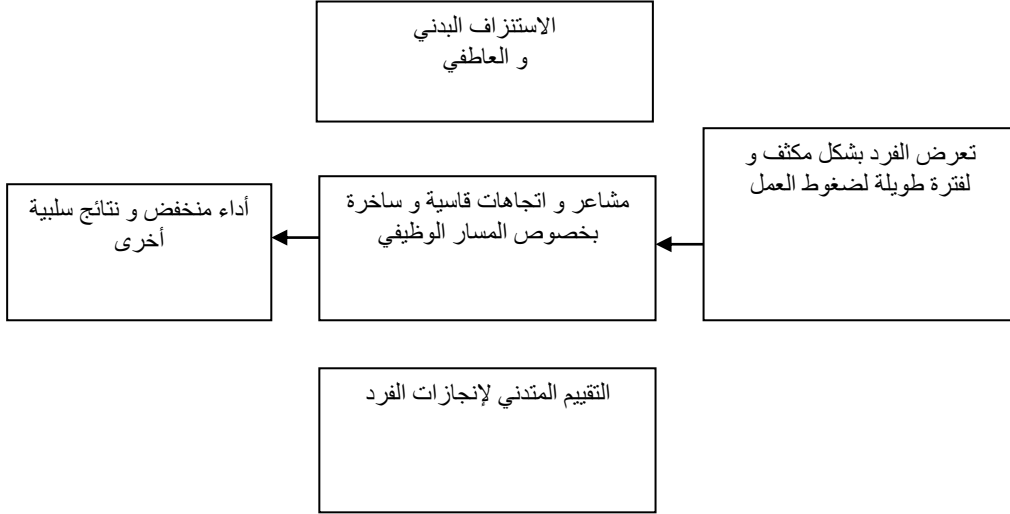 الاستنزاف البدني
و العاطفي
تعرض الفرد بشكل مكثف و
لفترة طويلة لضغوط العمل
مشاعر و اتجاهات قاسية و ساخرة
بخصوص المسار الوظيفي
أداء منخفض و نتائج سلبية
أخرى
التقييم المتدني لإنجازات الفرد